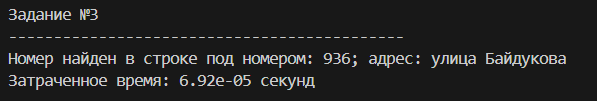 Задание №3
--------------------------------------------
Номер найден в строке под номером: 936; адрес: улица Байдукова
Затраченное время: 6.92e-05 секунд